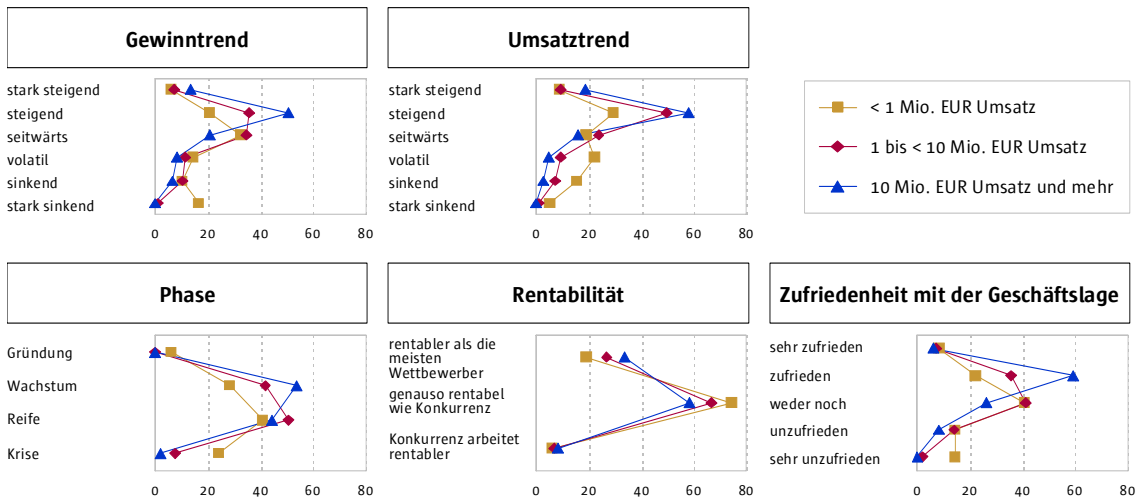 Gewinntrend
stark steigend
steigend
seitwärts
volatil
sinkend
stark sinkend
0 20 40 60 80
Umsatztrend
stark steigend
steigend
seitwärts
volatil
sinkend
stark sinkend
0 20 40 60 80
< 1 Mio. EUR Umsatz
1 bis < 10 Mio. EUR Umsatz
10 Mio. EUR Umsatz und mehr
Phase
Gründung
Wachstum
Reife
Krise
0 20 40 60 80
Rentabilität
rentabler als die
meisten
Wettbewerber
genauso rentabel
wie Konkurrenz
Konkurrenz arbeitet
rentabler
0 20 40 60 80
Zufriedenheit mit der Geschäftslage
sehr zufrieden
zufrieden
weder noch
unzufrieden
sehr unzufrieden
0 20 40 60 80